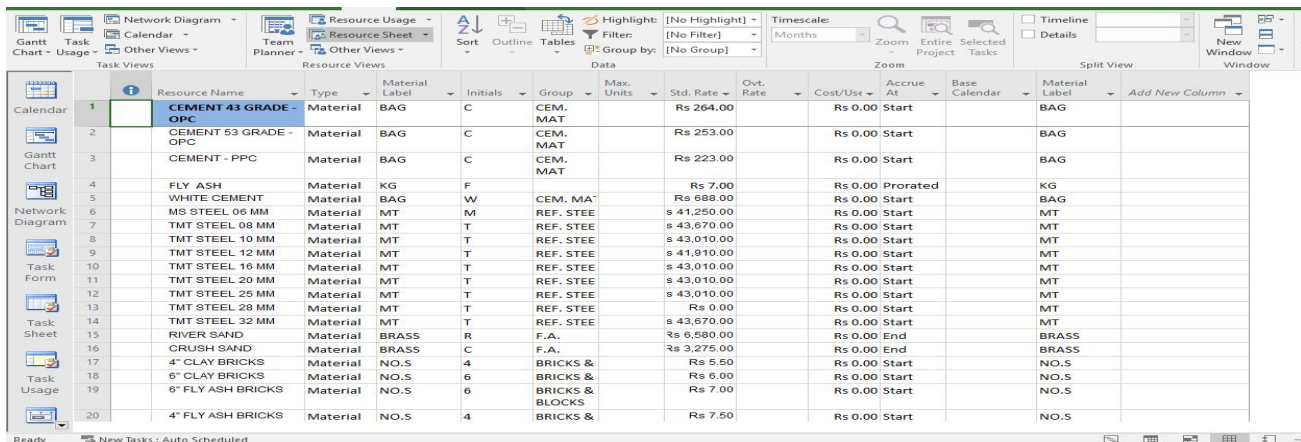 Network Diagram Resource Usage Highlight: [No Highlight] Timescale: Timeline
Calendar Resource Sheet Filter: [No Filter] Months Details
Gantt Chart Task Usage Other Views Team Planner Other Views Sort Outline Tables Group by: [No Group] Zoom Entire Project Selected Tasks New Window
Task Views Resource Views Data Zoom Split View Window
Resource Name Type Material Label Initials Group Max. Units Std. Rate Ovt. Rate Cost/Use Accrue At Base Calendar Material Label Add New Column
Calendar
Gantt Chart
Network Diagram
Task Form
Task Sheet
Task Usage
1 CEMENT 43 GRADE - OPC Material BAG C CEM. MAT Rs 264.00 Rs 0.00 Start BAG
2 CEMENT 53 GRADE - OPC Material BAG C CEM. MAT Rs 253.00 Rs 0.00 Start BAG
3 CEMENT - PPC Material BAG C CEM. MAT Rs 223.00 Rs 0.00 Start BAG
4 FLY ASH Material KG F Rs 7.00 Rs 0.00 Prorated KG
5 WHITE CEMENT Material BAG W CEM. MAT Rs 688.00 Rs 0.00 Start BAG
6 MS STEEL 06 MM Material MT M REF. STEE s 41,250.00 Rs 0.00 Start MT
7 TMT STEEL 08 MM Material MT T REF. STEE s 43,670.00 Rs 0.00 Start MT
8 TMT STEEL 10 MM Material MT T REF. STEE s 43,010.00 Rs 0.00 Start MT
9 TMT STEEL 12 MM Material MT T REF. STEE s 41,910.00 Rs 0.00 Start MT
10 TMT STEEL 16 MM Material MT T REF. STEE s 43,010.00 Rs 0.00 Start MT
11 TMT STEEL 20 MM Material MT T REF. STEE s 43,010.00 Rs 0.00 Start MT
12 TMT STEEL 25 MM Material MT T REF. STEE s 43,010.00 Rs 0.00 Start MT
13 TMT STEEL 28 MM Material MT T REF. STEE Rs 0.00 Rs 0.00 Start MT
14 TMT STEEL 32 MM Material MT T REF. STEE s 43,670.00 Rs 0.00 Start MT
15 RIVER SAND Material BRASS R F.A. Rs 6,580.00 Rs 0.00 End BRASS
16 CRUSH SAND Material BRASS C F.A. Rs 3,275.00 Rs 0.00 End BRASS
17 4" CLAY BRICKS Material NO.S 4 BRICKS & Rs 5.50 Rs 0.00 Start NO.S
18 6" CLAY BRICKS Material NO.S 6 BRICKS & Rs 6.00 Rs 0.00 Start NO.S
19 6" FLY ASH BRICKS Material NO.S 6 BRICKS & BLOCKS Rs 7.00 Rs 0.00 Start NO.S
20 4" FLY ASH BRICKS Material NO.S 4 BRICKS & Rs 7.50 Rs 0.00 Start NO.S
Ready New Tasks : Auto Scheduled